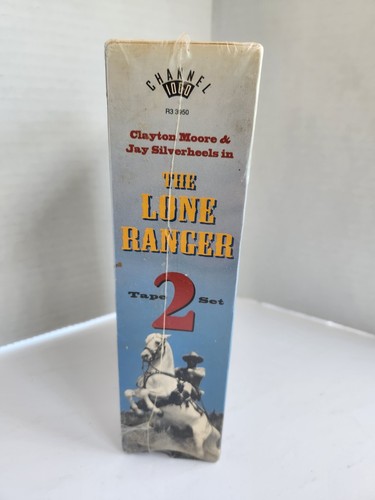 CHANNEL
1000
R3 3950
Clayton Moore &
Jay Silverheels in
THE
LONE
RANGER
Tape 2 Set